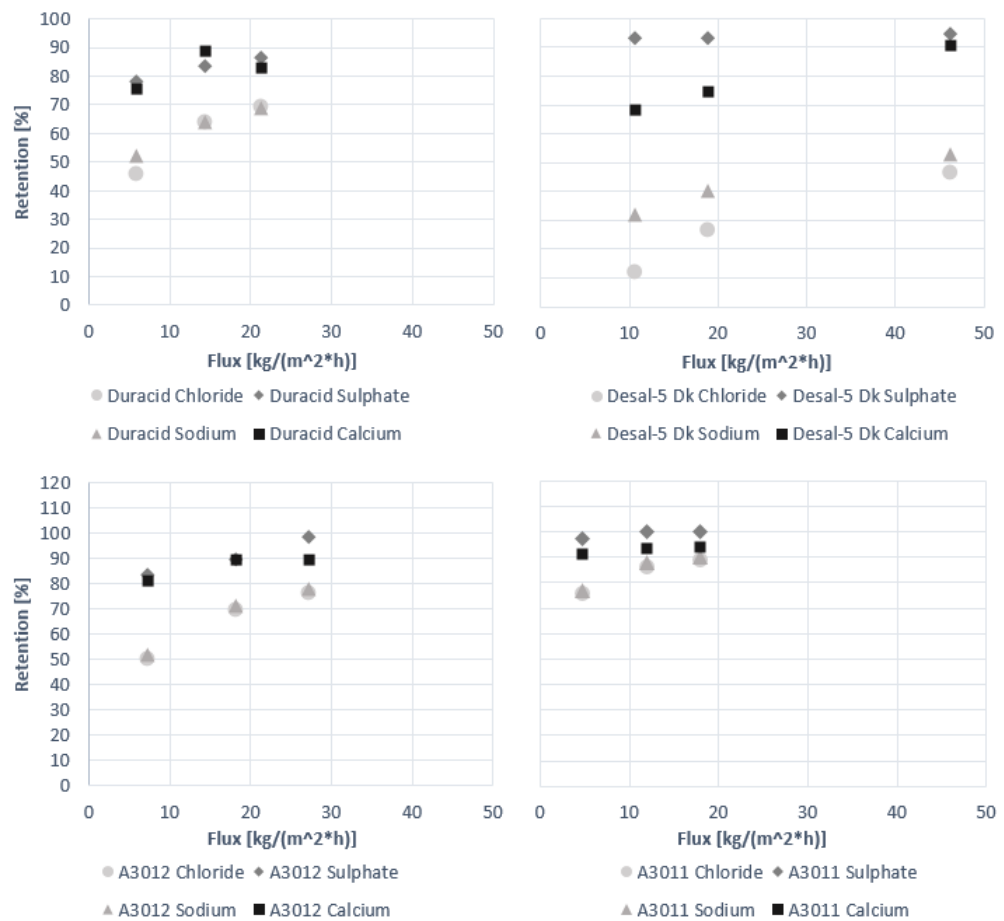 100
90
80
70
60
50
40
30
20
10
0
Retention [%]
0 10 20 30 40 50
Flux [kg/(m^2*h)]
Duracid Chloride Duracid Sulphate
Duracid Sodium Duracid Calcium
0 10 20 30 40 50
Flux [kg/(m^2*h)]
Desal-5 Dk Chloride Desal-5 Dk Sulphate
Desal-5 Dk Sodium Desal-5 Dk Calcium
120
110
100
90
80
70
60
50
40
30
20
10
0
Retention [%]
0 10 20 30 40 50
Flux [kg/(m^2*h)]
A3012 Chloride A3012 Sulphate
A3012 Sodium A3012 Calcium
0 10 20 30 40 50
Flux [kg/(m^2*h)]
A3011 Chloride A3011 Sulphate
A3011 Sodium A3011 Calcium